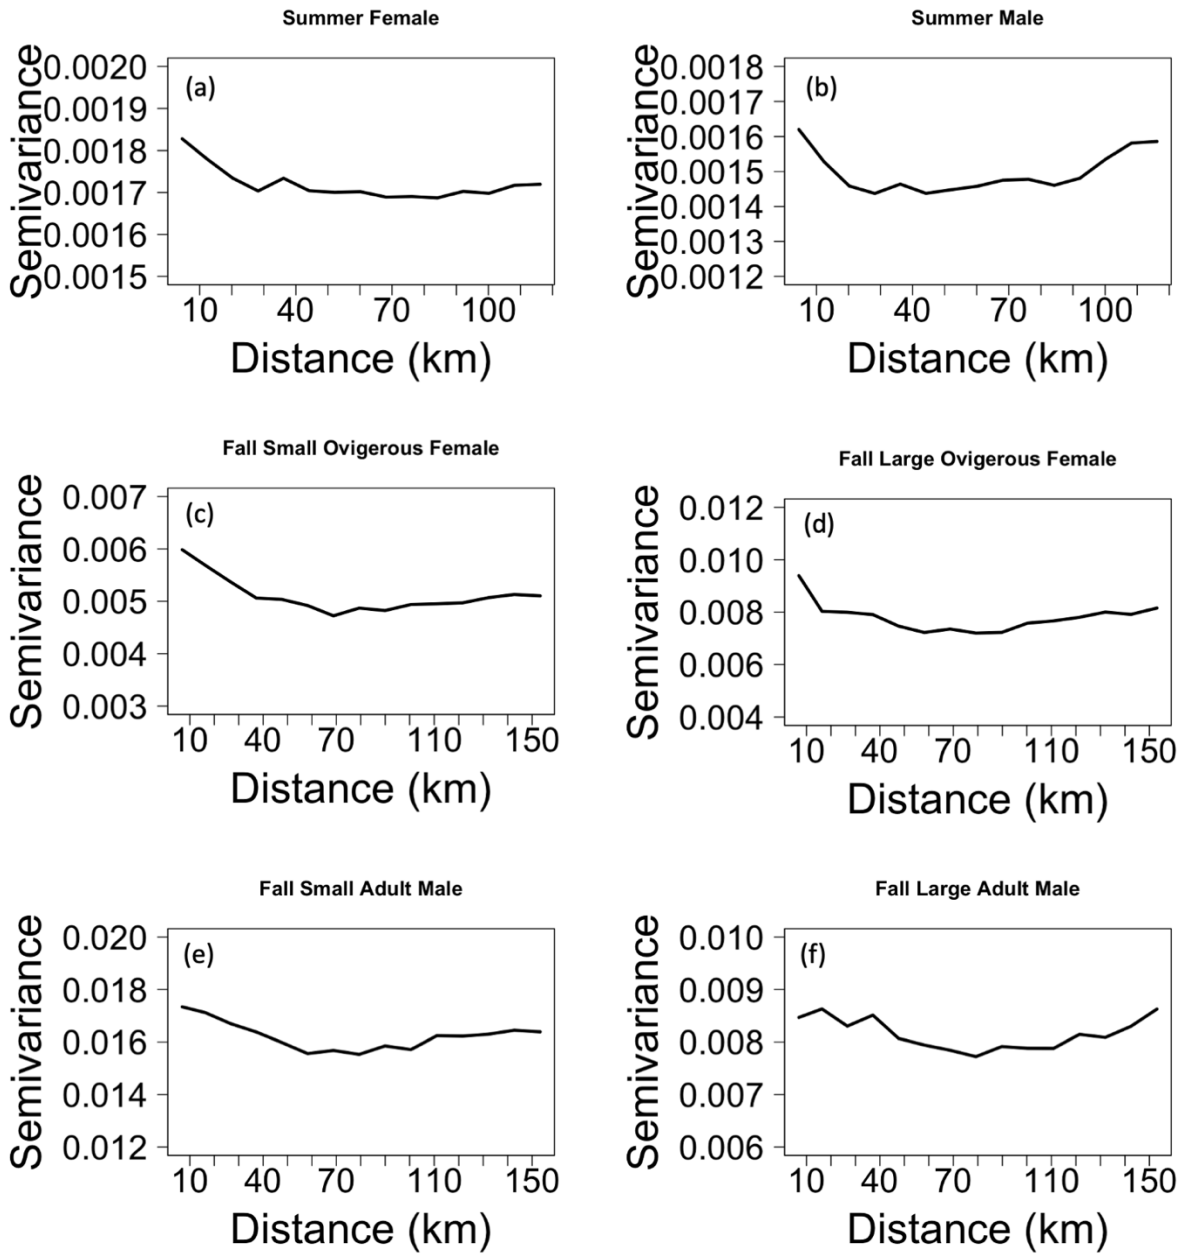 Summer Female
(a)
Semivariance
0.0020
0.0019
0.0018
0.0017
0.0016
0.0015
10 40 70 100
Distance (km)
Summer Male
(b)
Semivariance
0.0018
0.0017
0.0016
0.0015
0.0014
0.0013
0.0012
10 40 70 100
Distance (km)
Fall Small Ovigerous Female
(c)
Semivariance
0.007
0.006
0.005
0.004
0.003
10 40 70 110 150
Distance (km)
Fall Large Ovigerous Female
(d)
Semivariance
0.012
0.010
0.008
0.006
0.004
10 40 70 110 150
Distance (km)
Fall Small Adult Male
(e)
Semivariance
0.020
0.018
0.016
0.014
0.012
10 40 70 110 150
Distance (km)
Fall Large Adult Male
(f)
Semivariance
0.010
0.009
0.008
0.007
0.006
10 40 70 110 150
Distance (km)